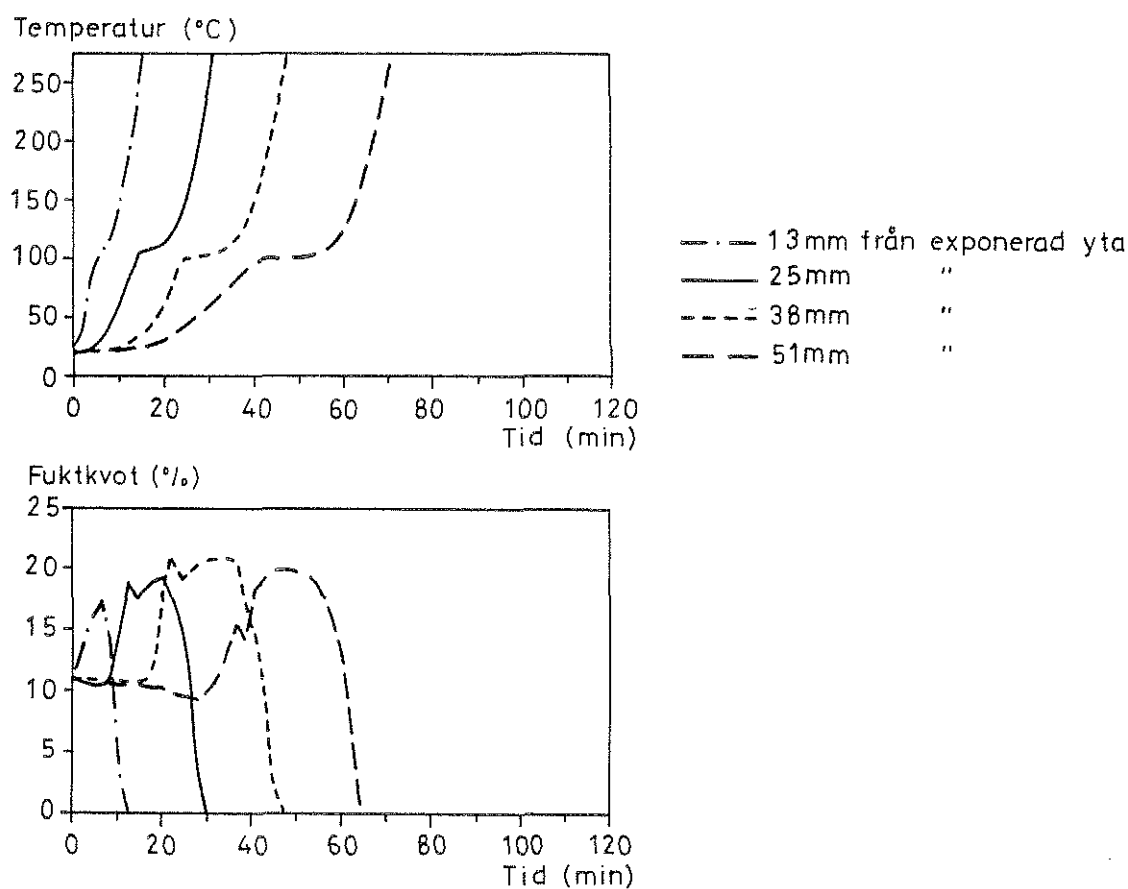 Temperatur (°C)
250
200
150
100
50
0
0 20 40 60 80 100 120
Tid (min)
13mm från exponerad yta
25mm "
38mm "
51mm "
Fuktkvot (%)
25
20
15
10
5
0
0 20 40 60 80 100 120
Tid (min)